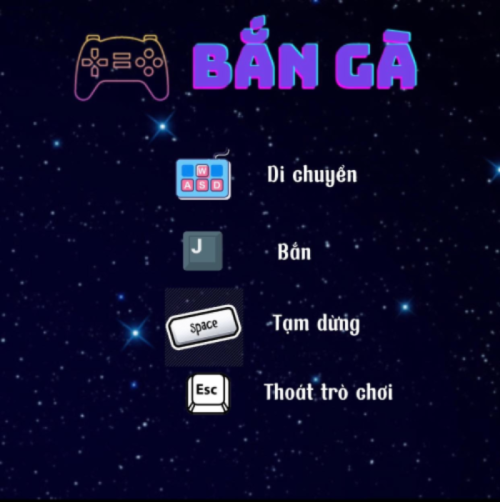 BẮN GÀ
W
A S D
Di chuyển
J
Bắn
Space
Tạm dừng
Esc
Thoát trò chơi